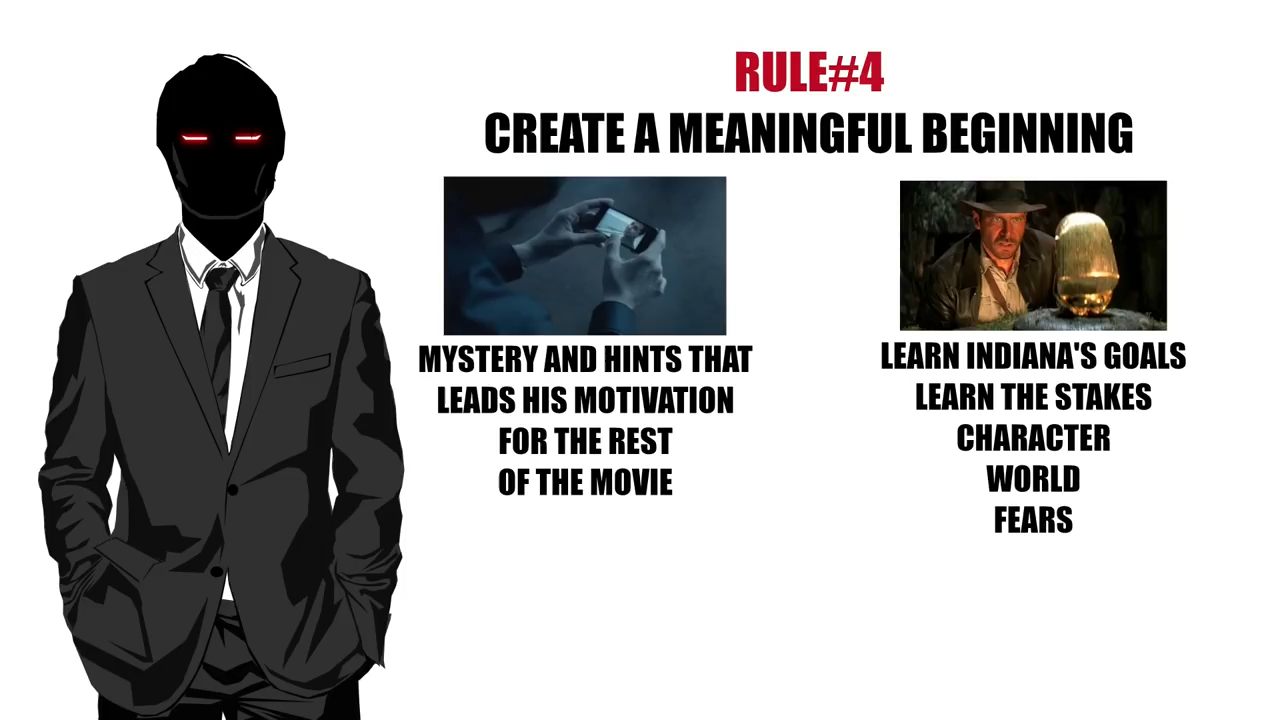 RULE#4
CREATE A MEANINGFUL BEGINNING
MYSTERY AND HINTS THAT
LEADS HIS MOTIVATION
FOR THE REST
OF THE MOVIE
LEARN INDIANA'S GOALS
LEARN THE STAKES
CHARACTER
WORLD
FEARS